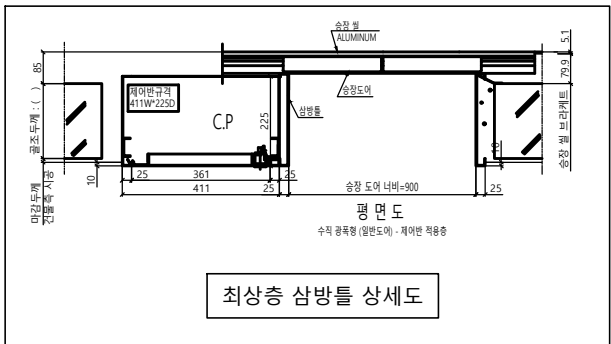 승장 씰
ALUMINUM
5.1
85
79.9
제어반규격
411W*225D
C.P
225
삼방틀
승장도어
골조두께 : ( )
마감두께
건물측 시공
승장 씰 브라케트
10
10
25
361
25
25
411
승장 도어 너비=900
25
평 면 도
수직 광폭형 (일반도어) - 제어반 적용층
최상층 삼방틀 상세도